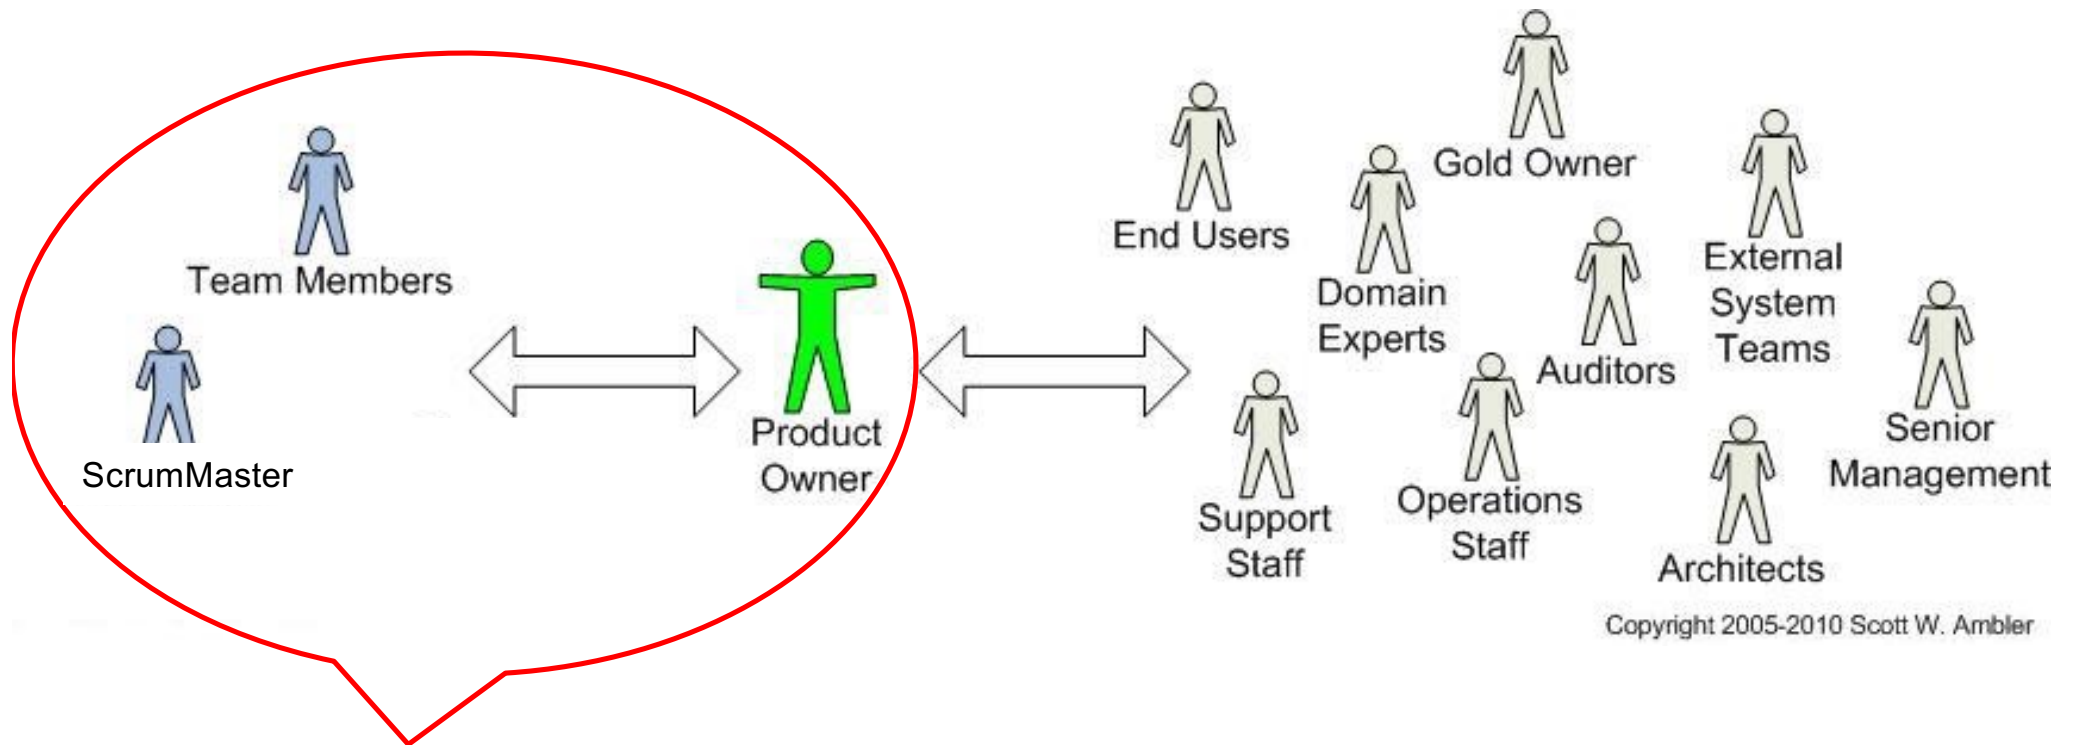 Team Members
ScrumMaster
Product
Owner
End Users
Gold Owner
Domain
Experts
External
System
Teams
Auditors
Senior
Management
Support
Staff
Operations
Staff
Architects
Copyright 2005-2010 Scott W. Ambler